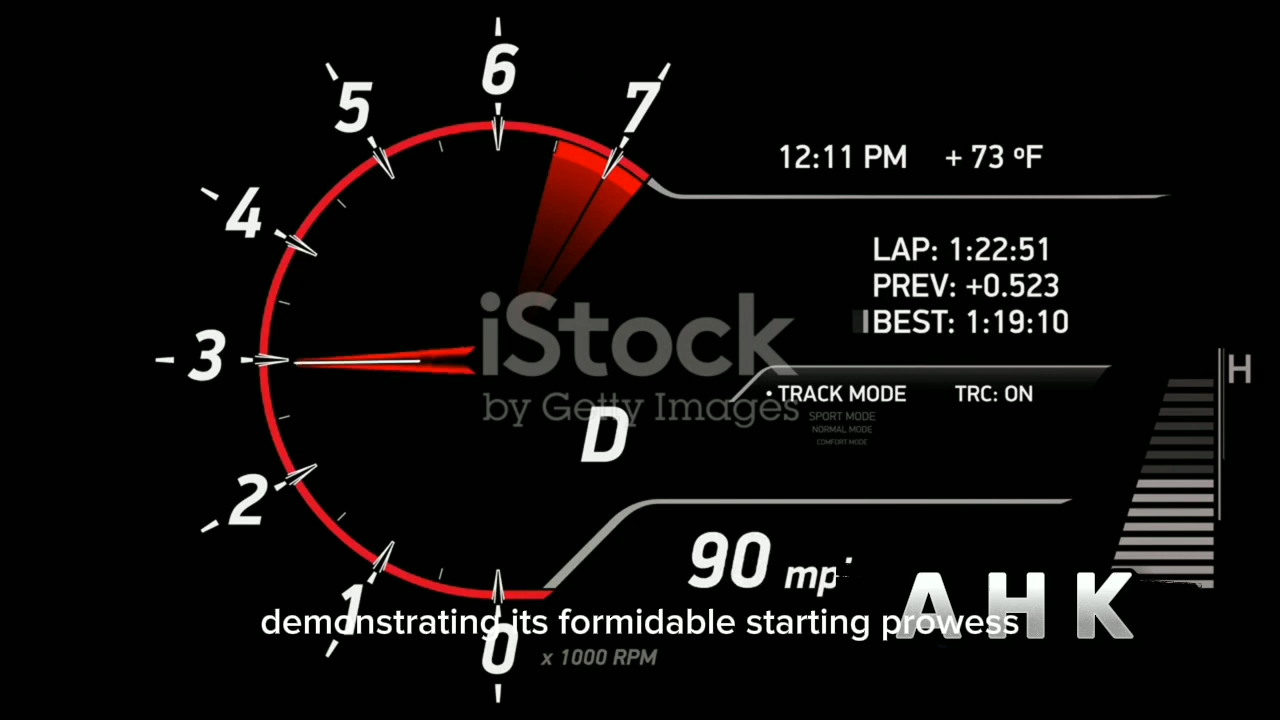 6
5
7
4
3
2
1
0
x 1000 RPM
12:11 PM + 73 ºF
LAP: 1:22:51
PREV: +0.523
BEST: 1:19:10
iStock
by Getty Images
• TRACK MODE TRC: ON
SPORT MODE
NORMAL MODE
COMFORT MODE
H
D
90 mp
AHK
demonstrating its formidable starting prowess